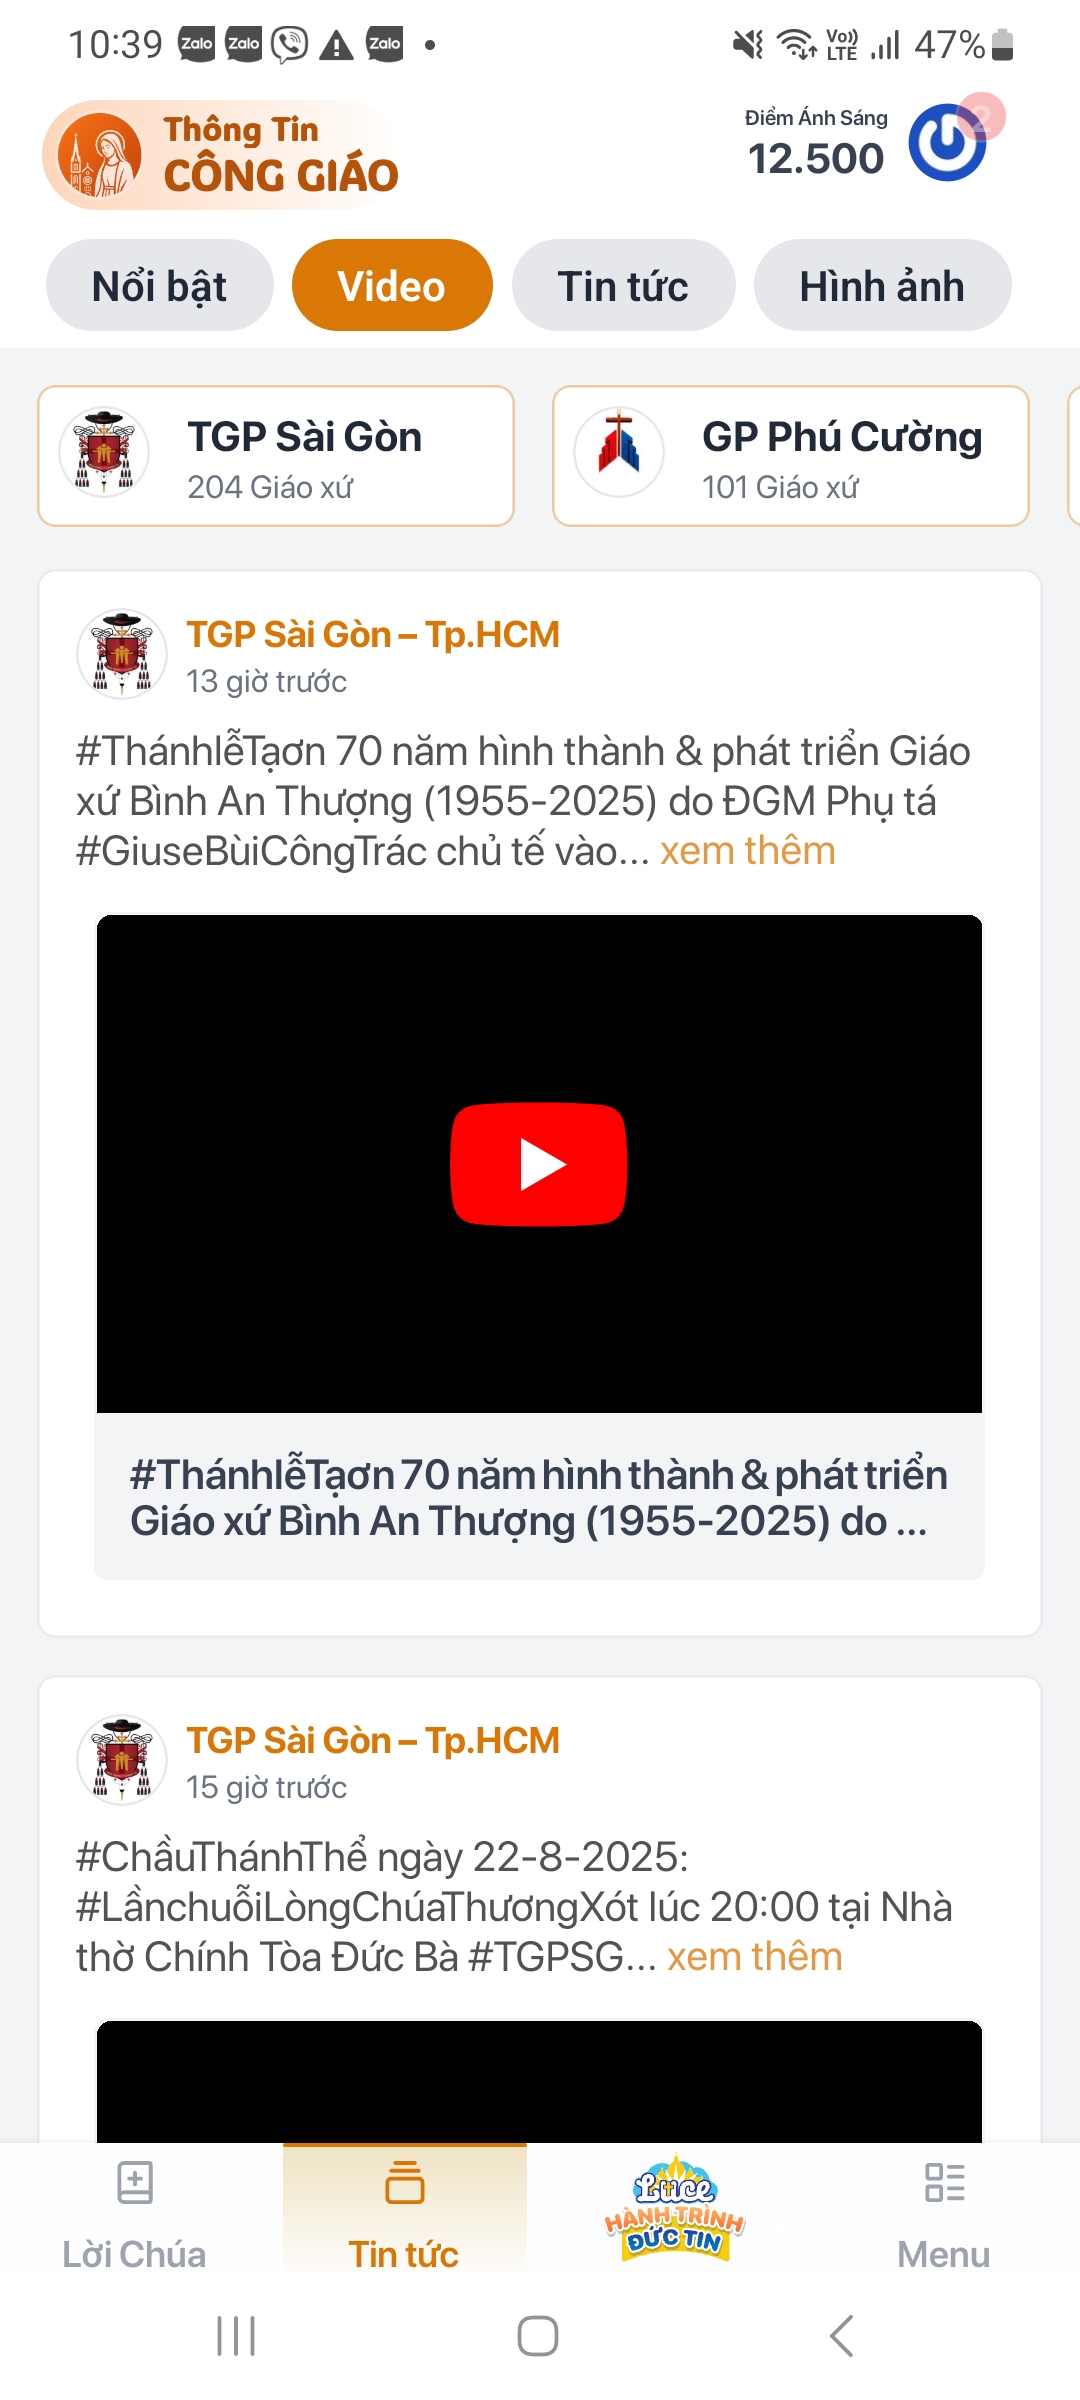 10:39 Zalo Zalo Zalo Vo)) LTE 47%
Thông Tin
CÔNG GIÁO
Điểm Ánh Sáng
12.500
2
Nổi bật Video Tin tức Hình ảnh
TGP Sài Gòn
204 Giáo xứ
GP Phú Cường
101 Giáo xứ
TGP Sài Gòn – Tp.HCM
13 giờ trước
#ThánhlễTạơn 70 năm hình thành & phát triển Giáo
xứ Bình An Thượng (1955-2025) do ĐGM Phụ tá
#GiuseBùiCôngTrác chủ tế vào... xem thêm
#ThánhlễTạơn 70 năm hình thành & phát triển
Giáo xứ Bình An Thượng (1955-2025) do ...
TGP Sài Gòn – Tp.HCM
15 giờ trước
#ChầuThánhThể ngày 22-8-2025:
#LầnchuỗiLòngChúaThươngXót lúc 20:00 tại Nhà
thờ Chính Tòa Đức Bà #TGPSG... xem thêm
Luce
HÀNH TRÌNH
ĐỨC TIN
Lời Chúa Tin tức Menu